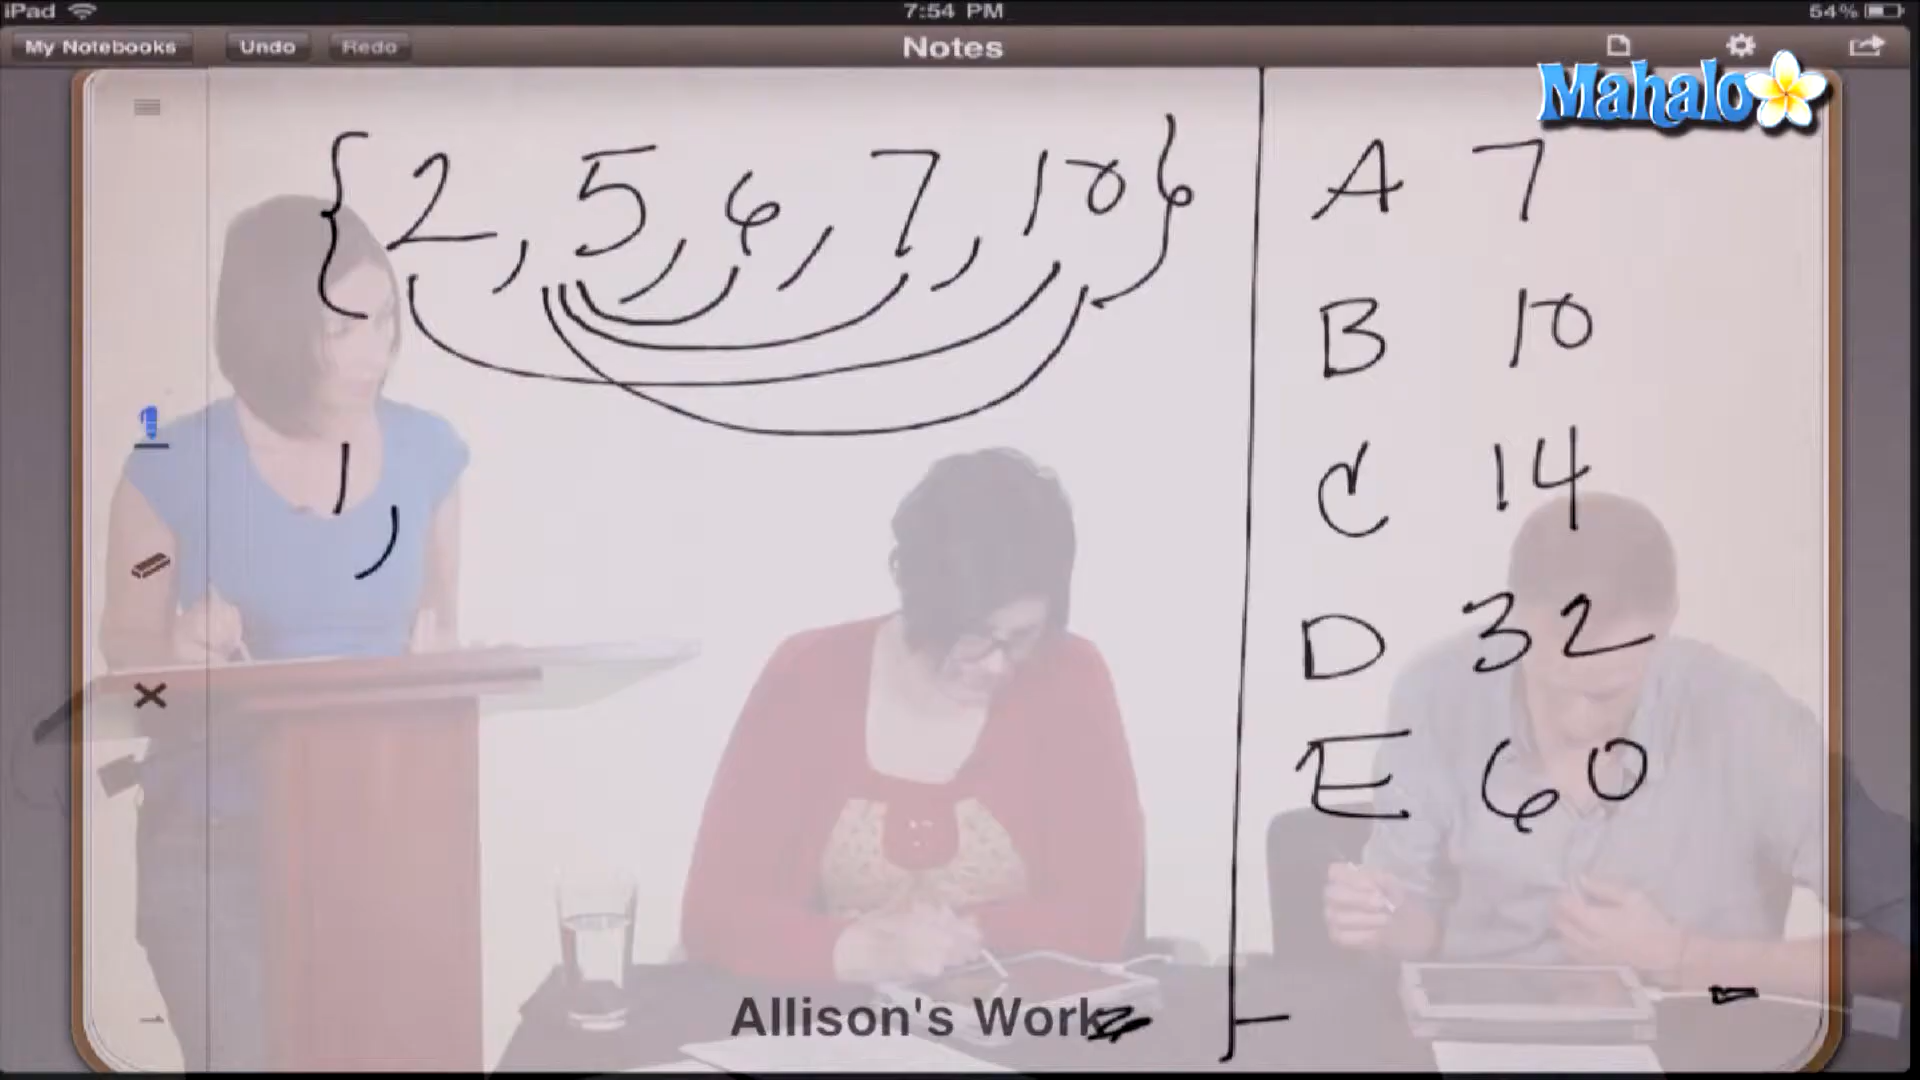 iPad 7:54 PM 54%
My Notebooks Undo Redo Notes
Mahalo
{2, 5, 6, 7, 10} 6
1,
A 7
B 10
C 14
D 32
E 60
Allison's Work